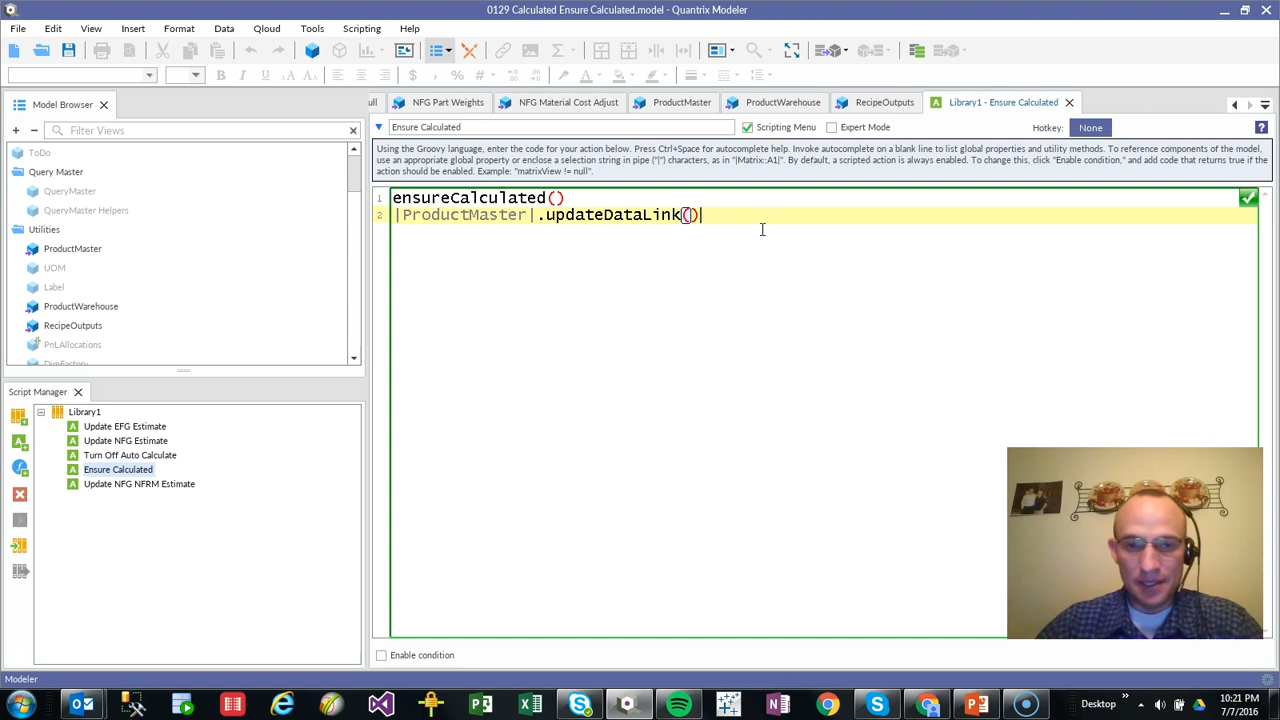 0129 Calculated Ensure Calculated.model - Quantrix Modeler
File Edit View Insert Format Data Qloud Tools Scripting Help
Model Browser
Filter Views
ToDo
Query Master
QueryMaster
QueryMaster Helpers
Utilities
ProductMaster
UOM
Label
ProductWarehouse
RecipeOutputs
PnLAllocations
DimFactory
Script Manager
Library1
Update EFG Estimate
Update NFG Estimate
Turn Off Auto Calculate
Ensure Calculated
Update NFG NFRM Estimate
ull NFG Part Weights NFG Material Cost Adjust ProductMaster ProductWarehouse RecipeOutputs Library1 - Ensure Calculated
Ensure Calculated Scripting Menu Expert Mode Hotkey: None
Using the Groovy language, enter the code for your action below. Press Ctrl+Space for autocomplete help. Invoke autocomplete on a blank line to list global properties and utility methods. To reference components of the model,
use an appropriate global property or enclose a selection string in pipe ("|") characters, as in "|Matrix::A1|". By default, a scripted action is always enabled. To change this, click "Enable condition," and add code that returns true if the
action should be enabled. Example: "matrixView != null".
1 ensureCalculated()
2 |ProductMaster|.updateDataLink()
Enable condition
Modeler
Desktop
10:21 PM
7/7/2016